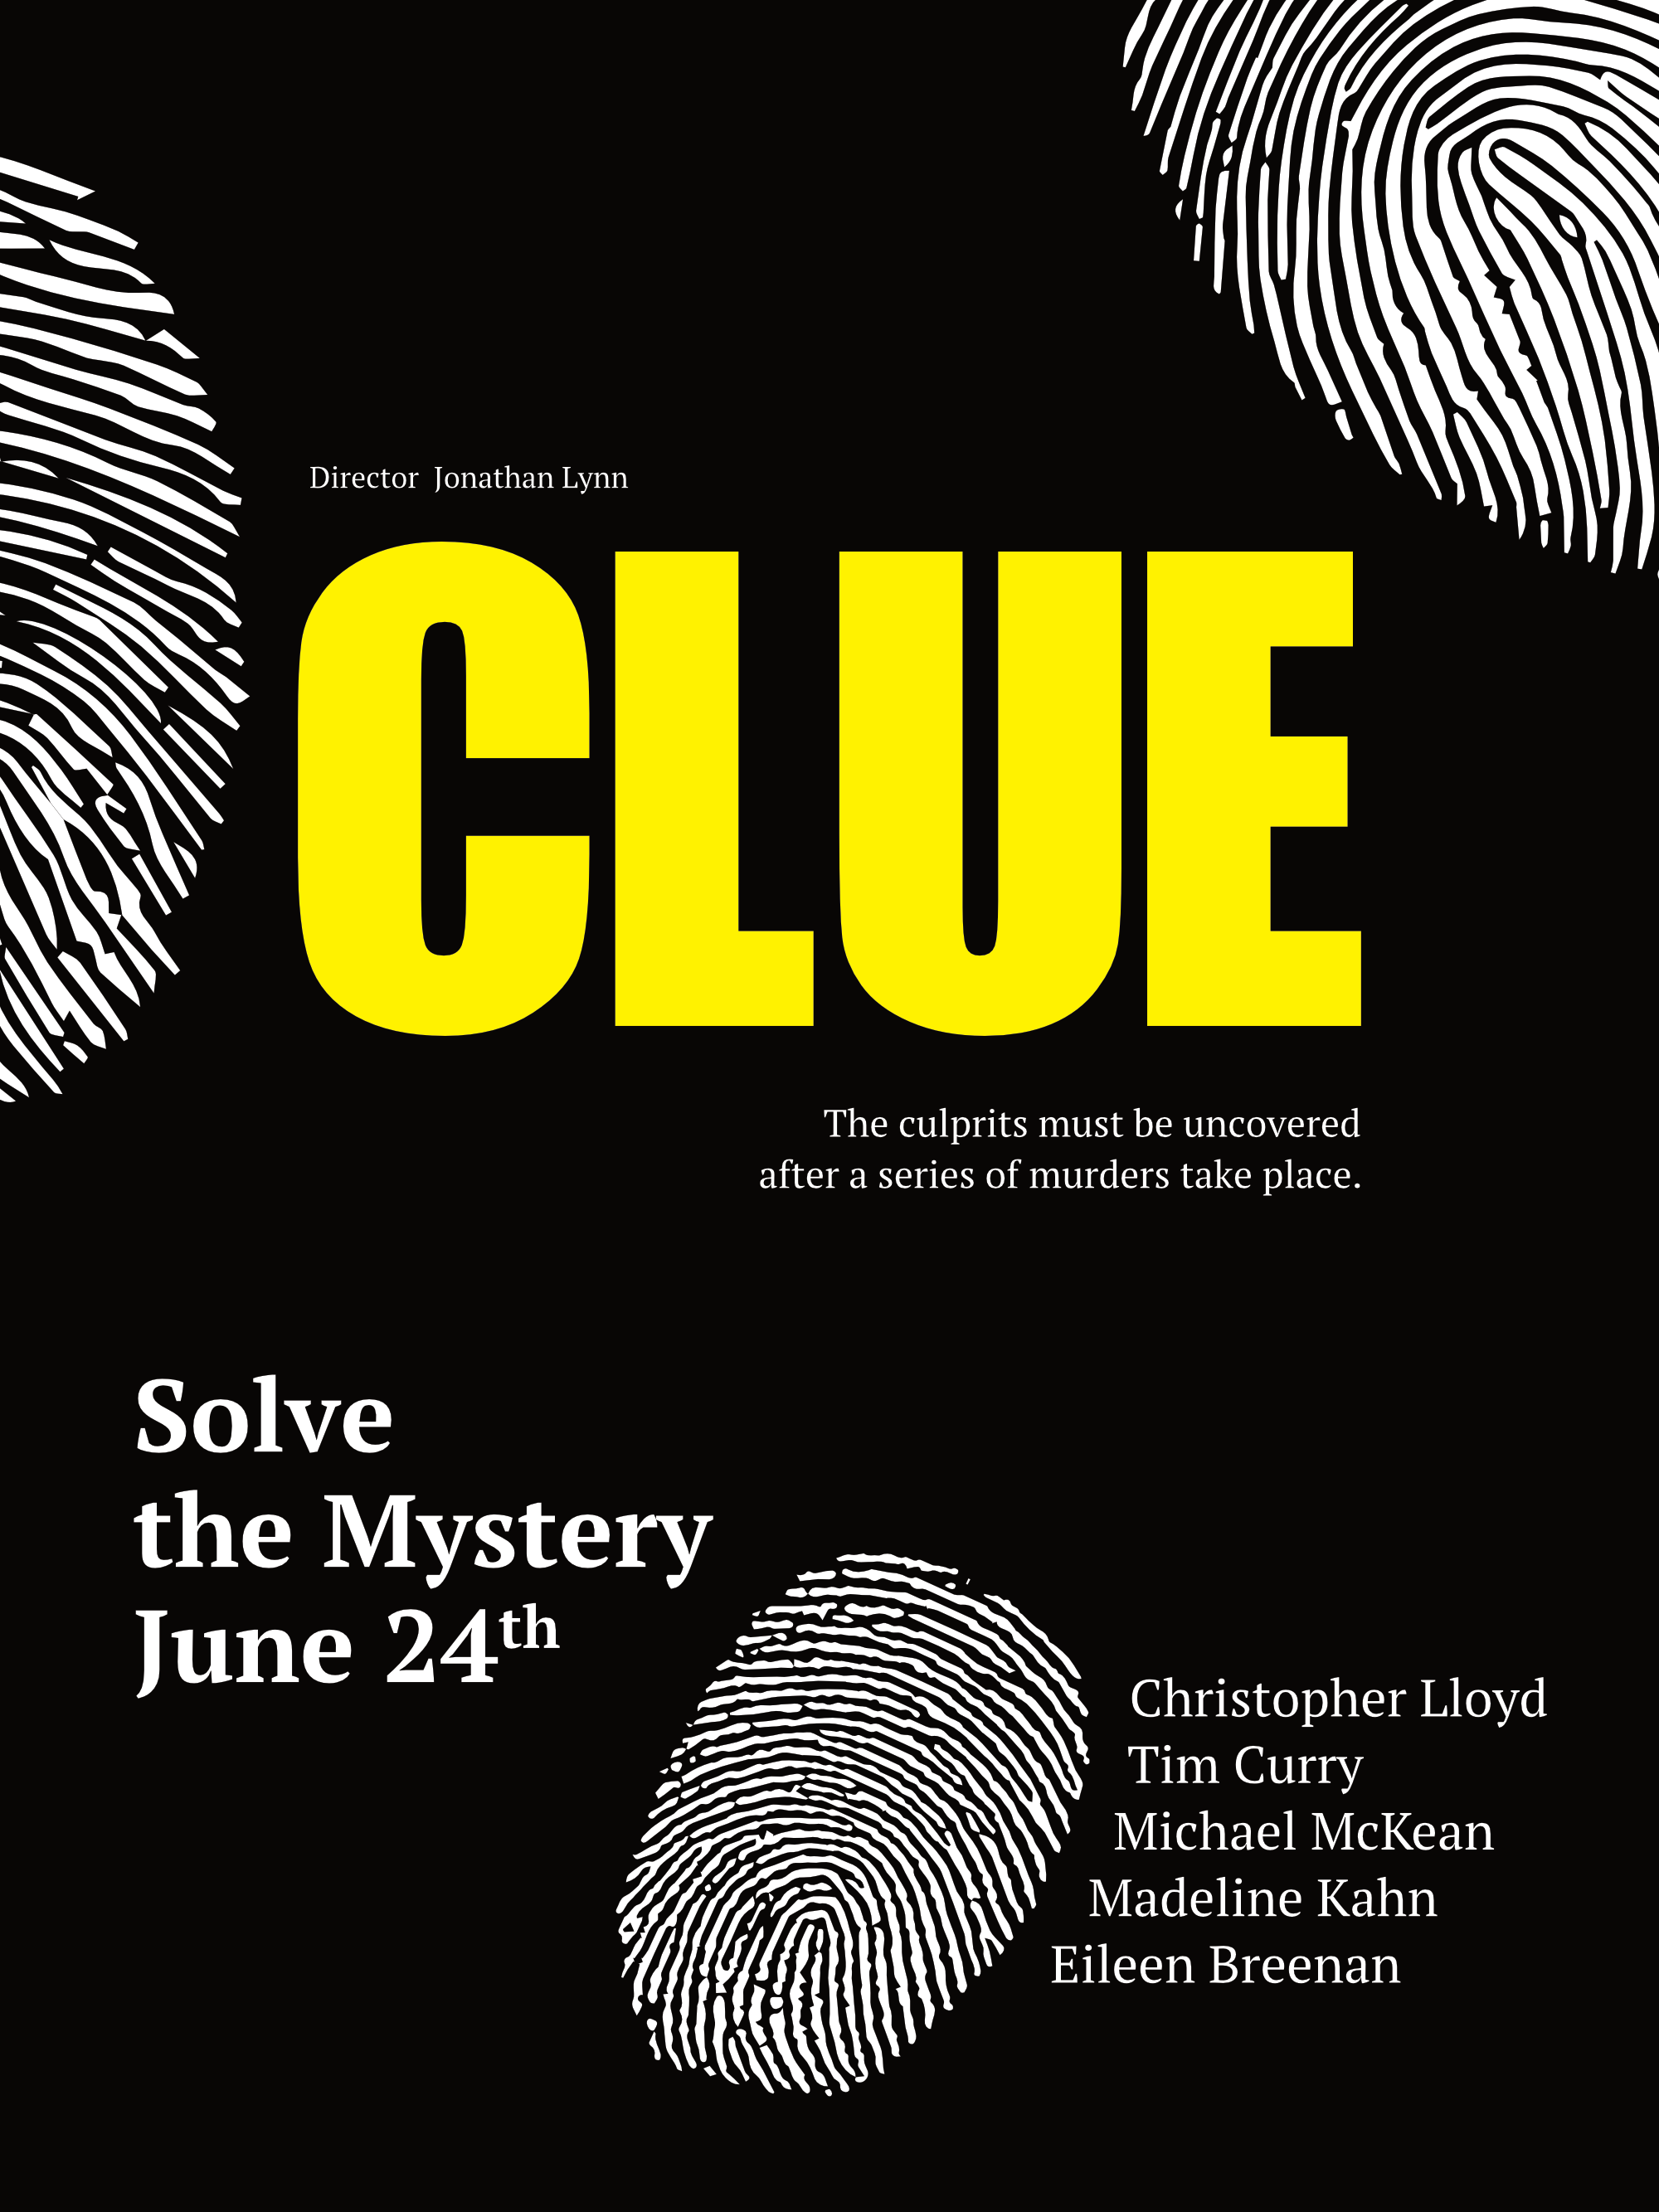 Director Jonathan Lynn
CLUE
The culprits must be uncovered
after a series of murders take place.
Solve
the Mystery
June 24th
Christopher Lloyd
Tim Curry
Michael McKean
Madeline Kahn
Eileen Breenan